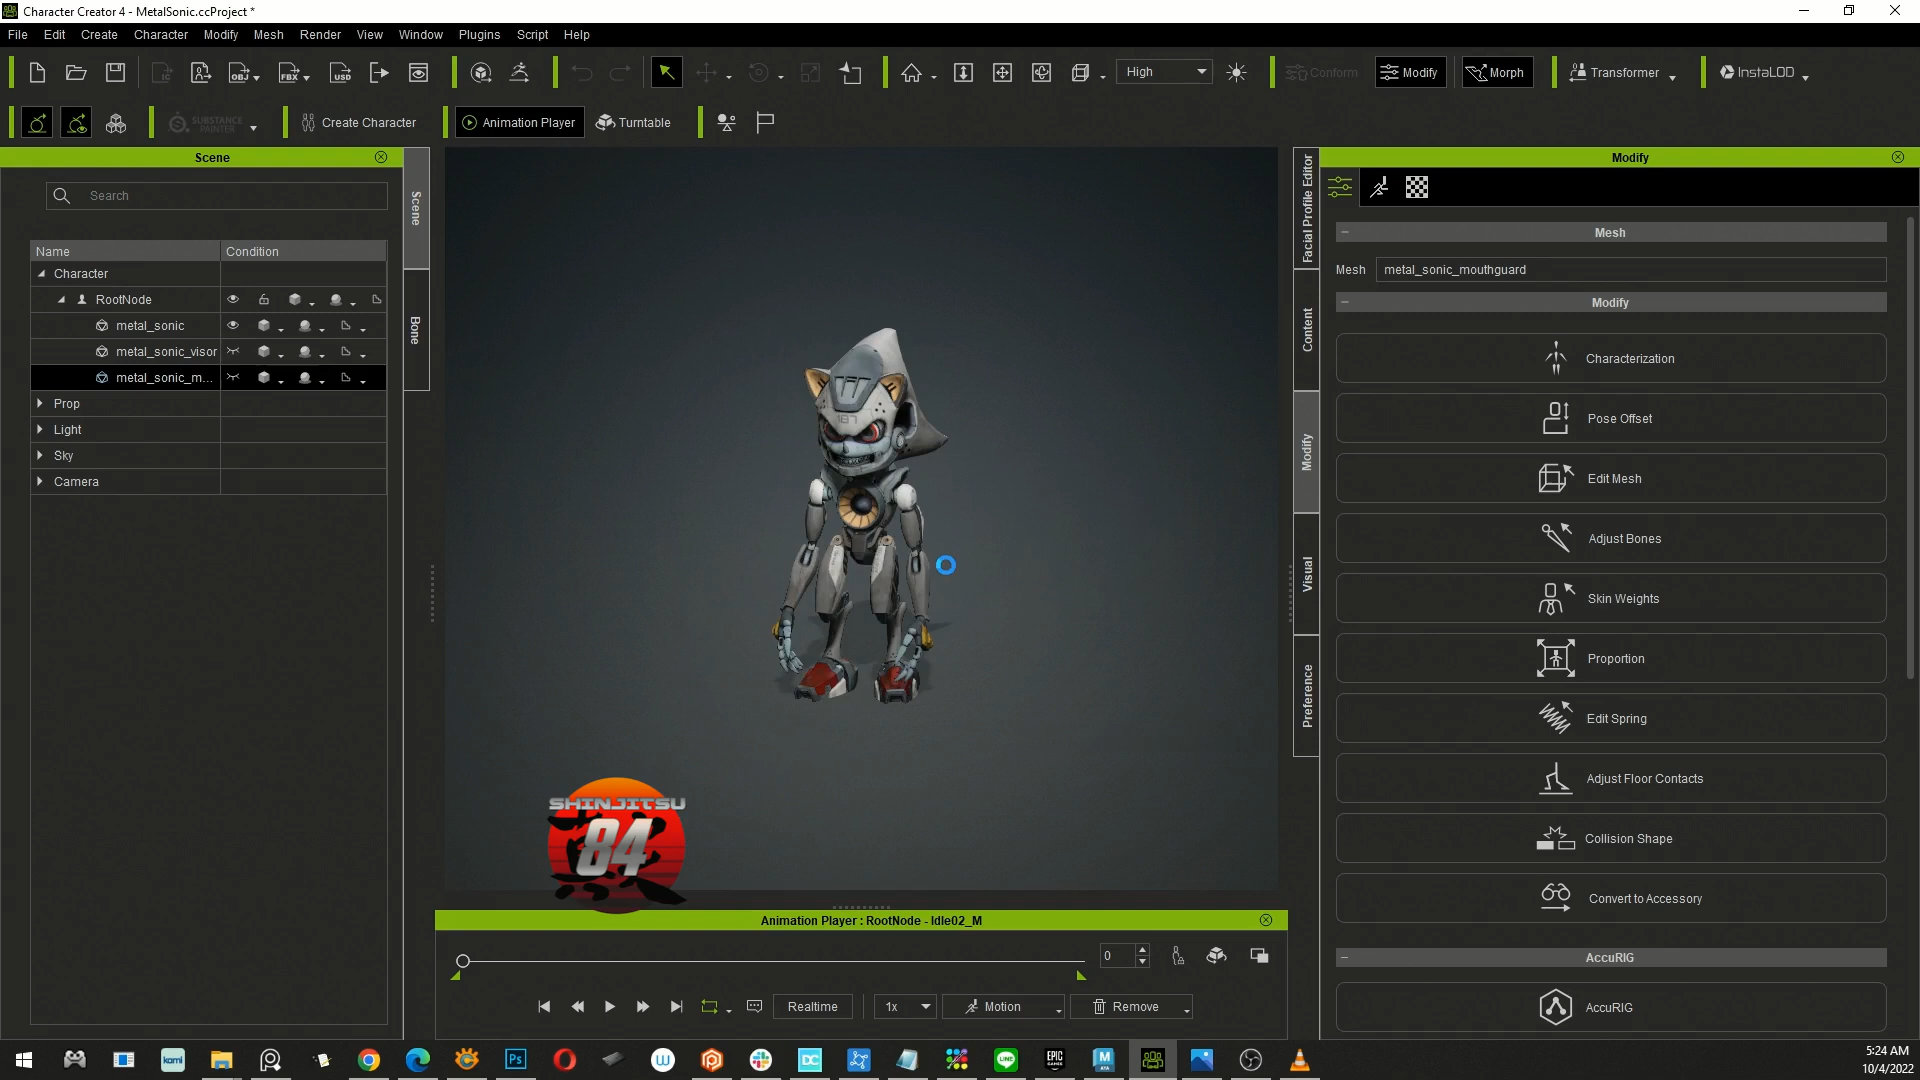 Character Creator 4 - MetalSonic.ccProject *
File Edit Create Character Modify Mesh Render View Window Plugins Script Help
High
Conform
Modify
Morph
Transformer
InstaLOD
SUBSTANCE PAINTER
Create Character
Animation Player
Turntable
Scene
Search
Name Condition
Character
RootNode
metal_sonic
metal_sonic_visor
metal_sonic_m...
Prop
Light
Sky
Camera
Scene
Bone
187
SHINJITSU
84
Animation Player : RootNode - Idle02_M
0
Realtime
1x
Motion
Remove
Facial Profile Editor
Content
Modify
Visual
Preference
Modify
Mesh
Mesh metal_sonic_mouthguard
Modify
Characterization
Pose Offset
Edit Mesh
Adjust Bones
Skin Weights
Proportion
Edit Spring
Adjust Floor Contacts
Collision Shape
Convert to Accessory
AccuRIG
AccuRIG
5:24 AM
10/4/2022